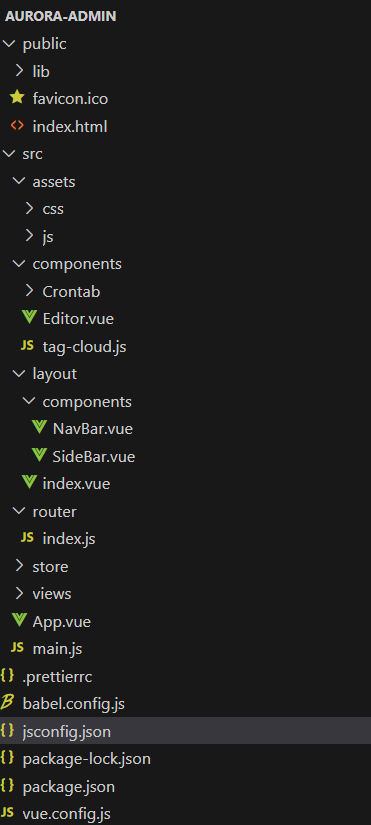 AURORA-ADMIN
public
lib
favicon.ico
index.html
src
assets
css
js
components
Crontab
Editor.vue
JS tag-cloud.js
layout
components
NavBar.vue
SideBar.vue
index.vue
router
JS index.js
store
views
App.vue
JS main.js
{} .prettierrc
B babel.config.js
{} jsconfig.json
{} package-lock.json
{} package.json
{} vue.config.js